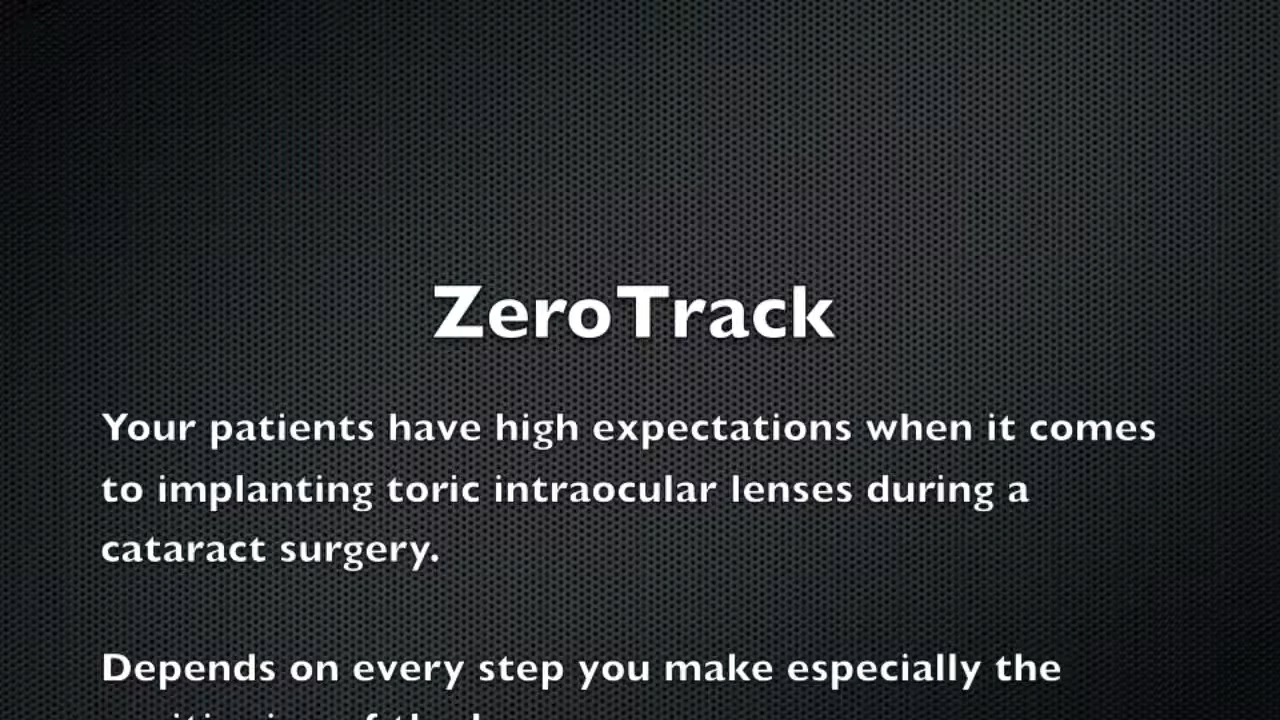 ZeroTrack
Your patients have high expectations when it comes
to implanting toric intraocular lenses during a
cataract surgery.
Depends on every step you make especially the